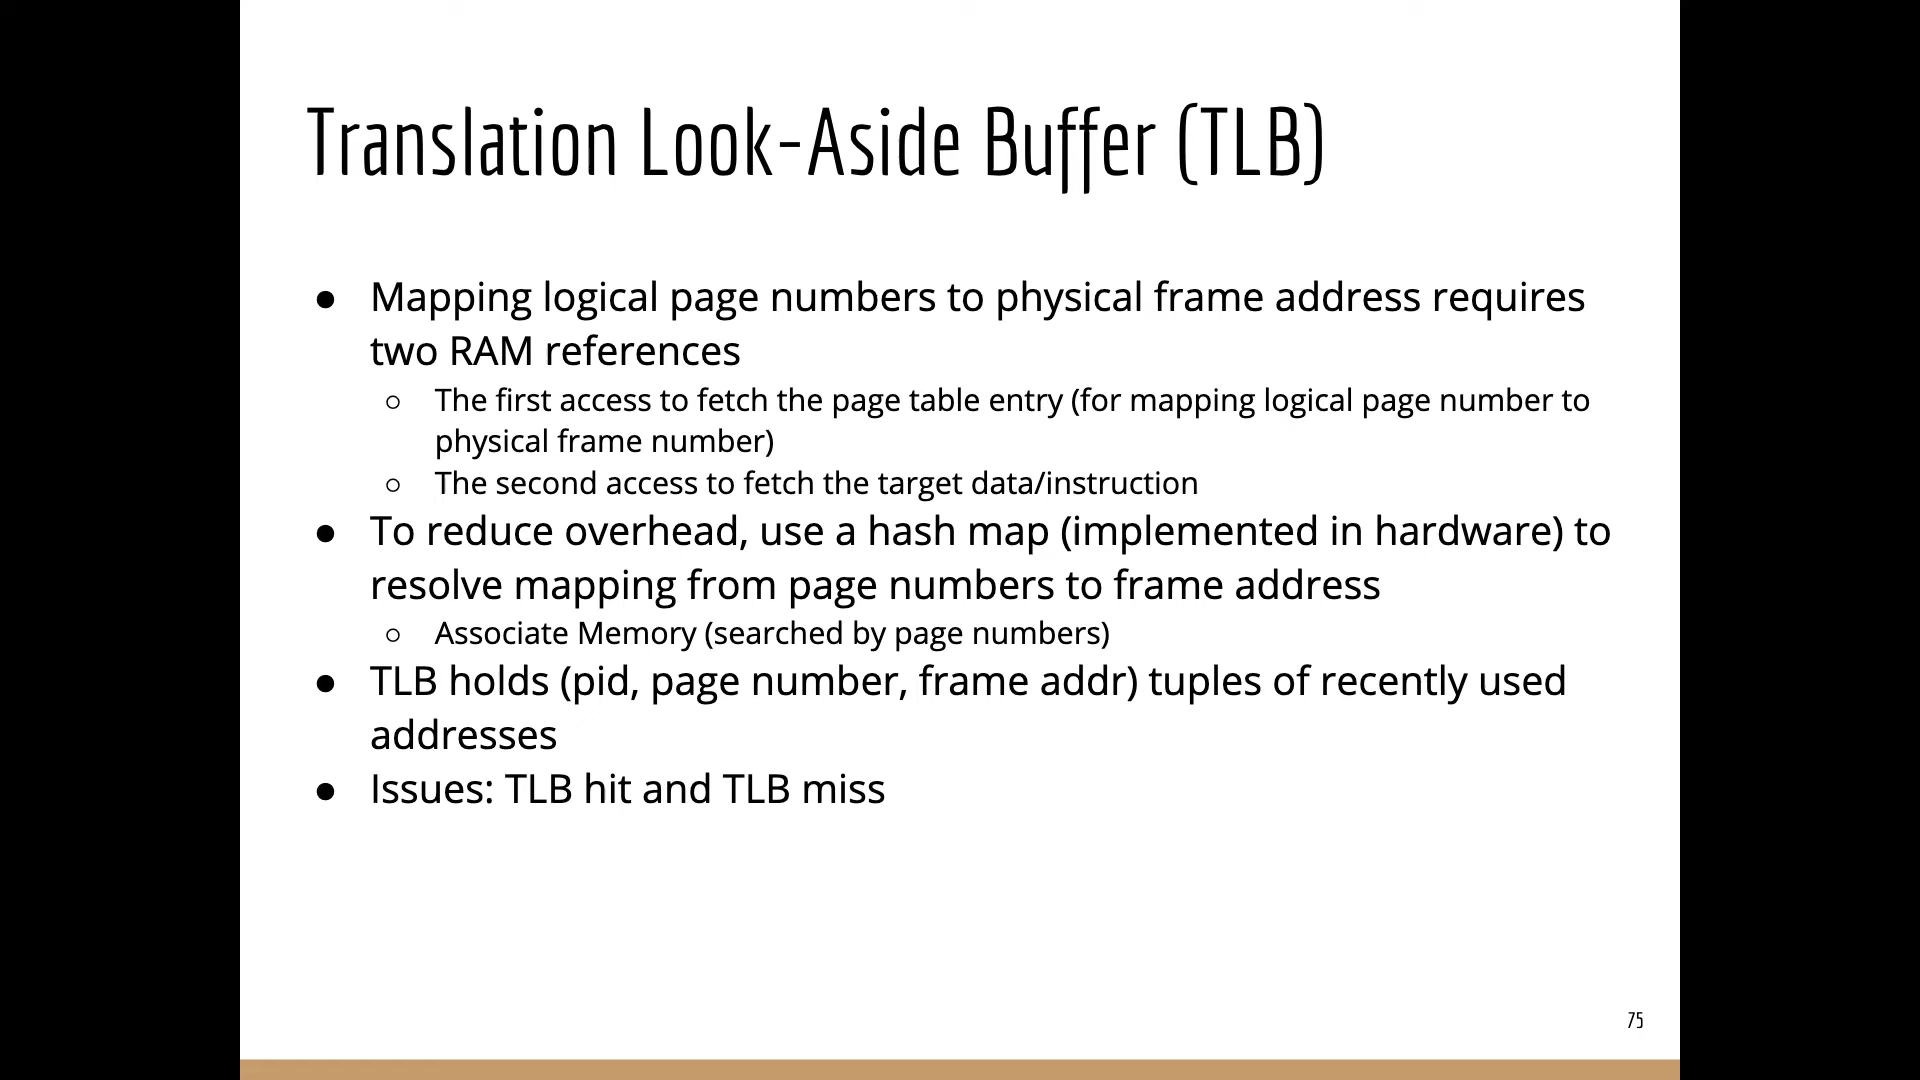 Translation Look-Aside Buffer (TLB)
● Mapping logical page numbers to physical frame address requires
two RAM references
○ The first access to fetch the page table entry (for mapping logical page number to
physical frame number)
○ The second access to fetch the target data/instruction
● To reduce overhead, use a hash map (implemented in hardware) to
resolve mapping from page numbers to frame address
○ Associate Memory (searched by page numbers)
● TLB holds (pid, page number, frame addr) tuples of recently used
addresses
● Issues: TLB hit and TLB miss
75